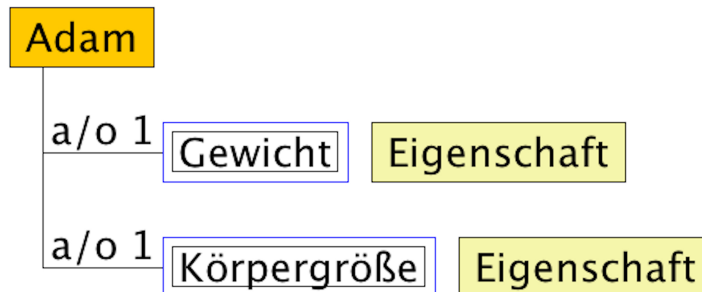 Adam
a/o 1 Gewicht Eigenschaft
a/o 1 Körpergröße Eigenschaft